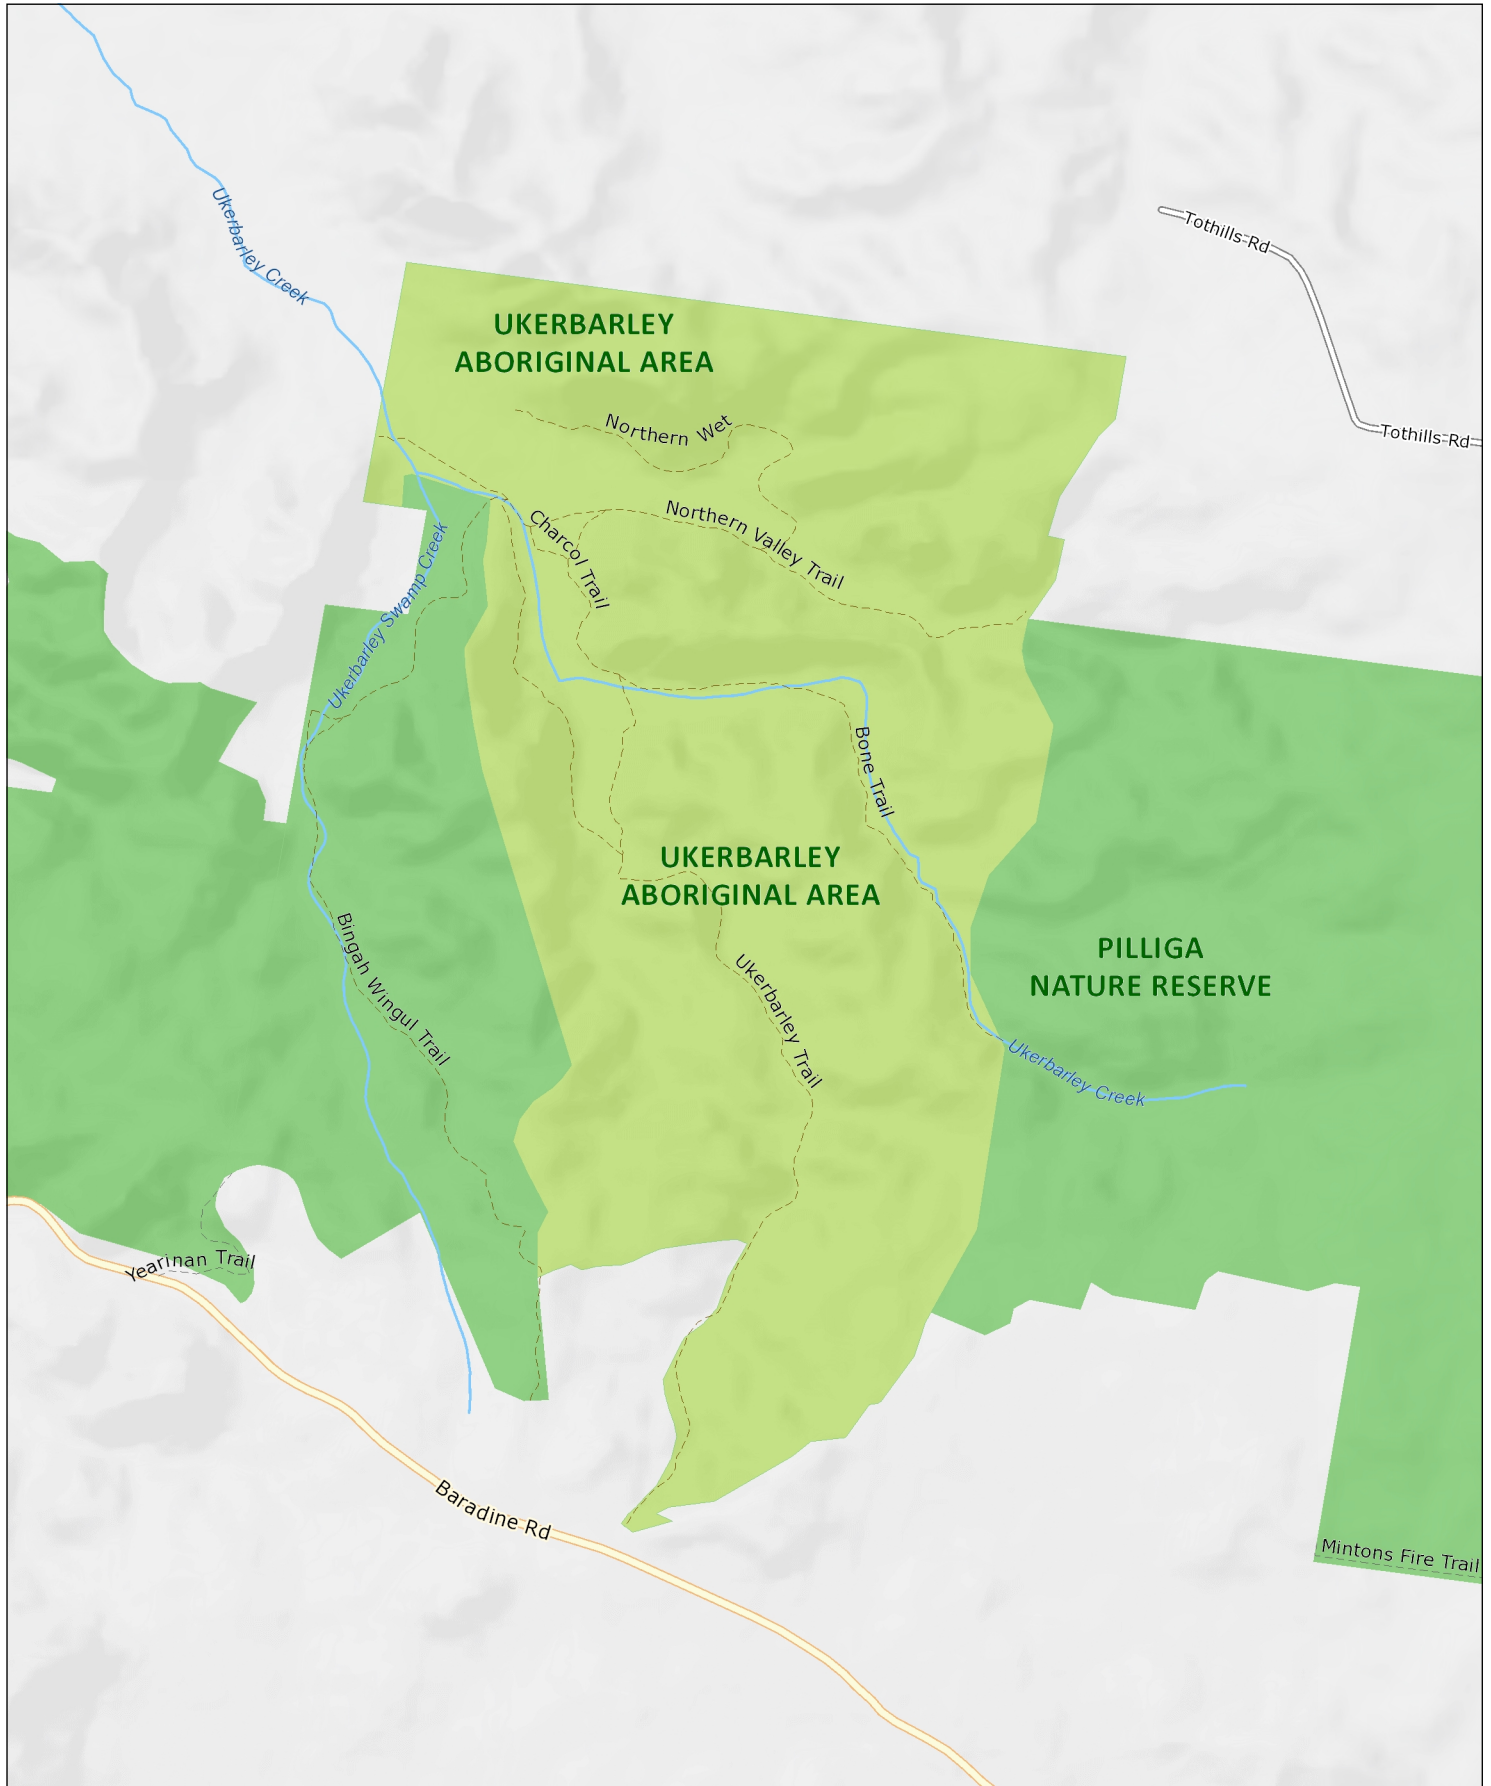 Tothills Rd
Ukerbarley Creek
UKERBARLEY
ABORIGINAL AREA
Northern Wet
Tothills Rd
Northern Valley Trail
Charcol Trail
Ukerbarley Swamp Creek
Bone Trail
UKERBARLEY
ABORIGINAL AREA
Bingah Wingul Trail
PILLIGA
NATURE RESERVE
Ukerbarley Trail
Ukerbarley Creek
Yearinan Trail
Baradine Rd
Mintons Fire Trail